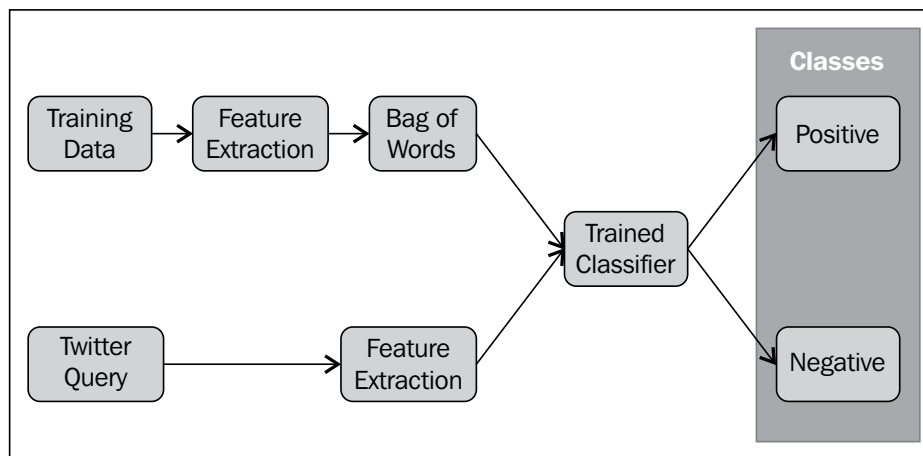 Classes
Training
Data
Feature
Extraction
Bag of
Words
Positive
Trained
Classifier
Twitter
Query
Feature
Extraction
Negative